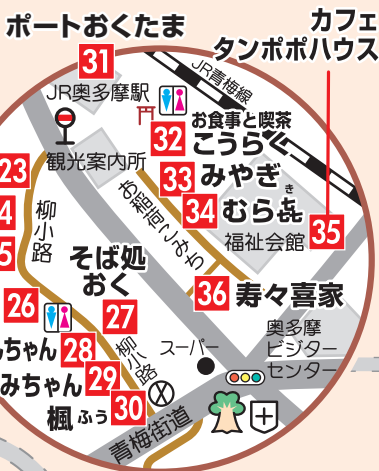 ポートおくたま
31
カフェ
タンポポハウス
JR青梅線
JR奥多摩駅
お食事と喫茶
32 こうらく
観光案内所
33 みやぎ
34 むら㐂
き
福祉会館 35
お稲荷こみち
23
4
5
柳小路
そば処
おく
26
27
36 寿々喜家
奥多摩
ビジター
センター
スーパー
柳小路
ちゃん 28
みちゃん 29
楓 ふぅ 30
青梅街道